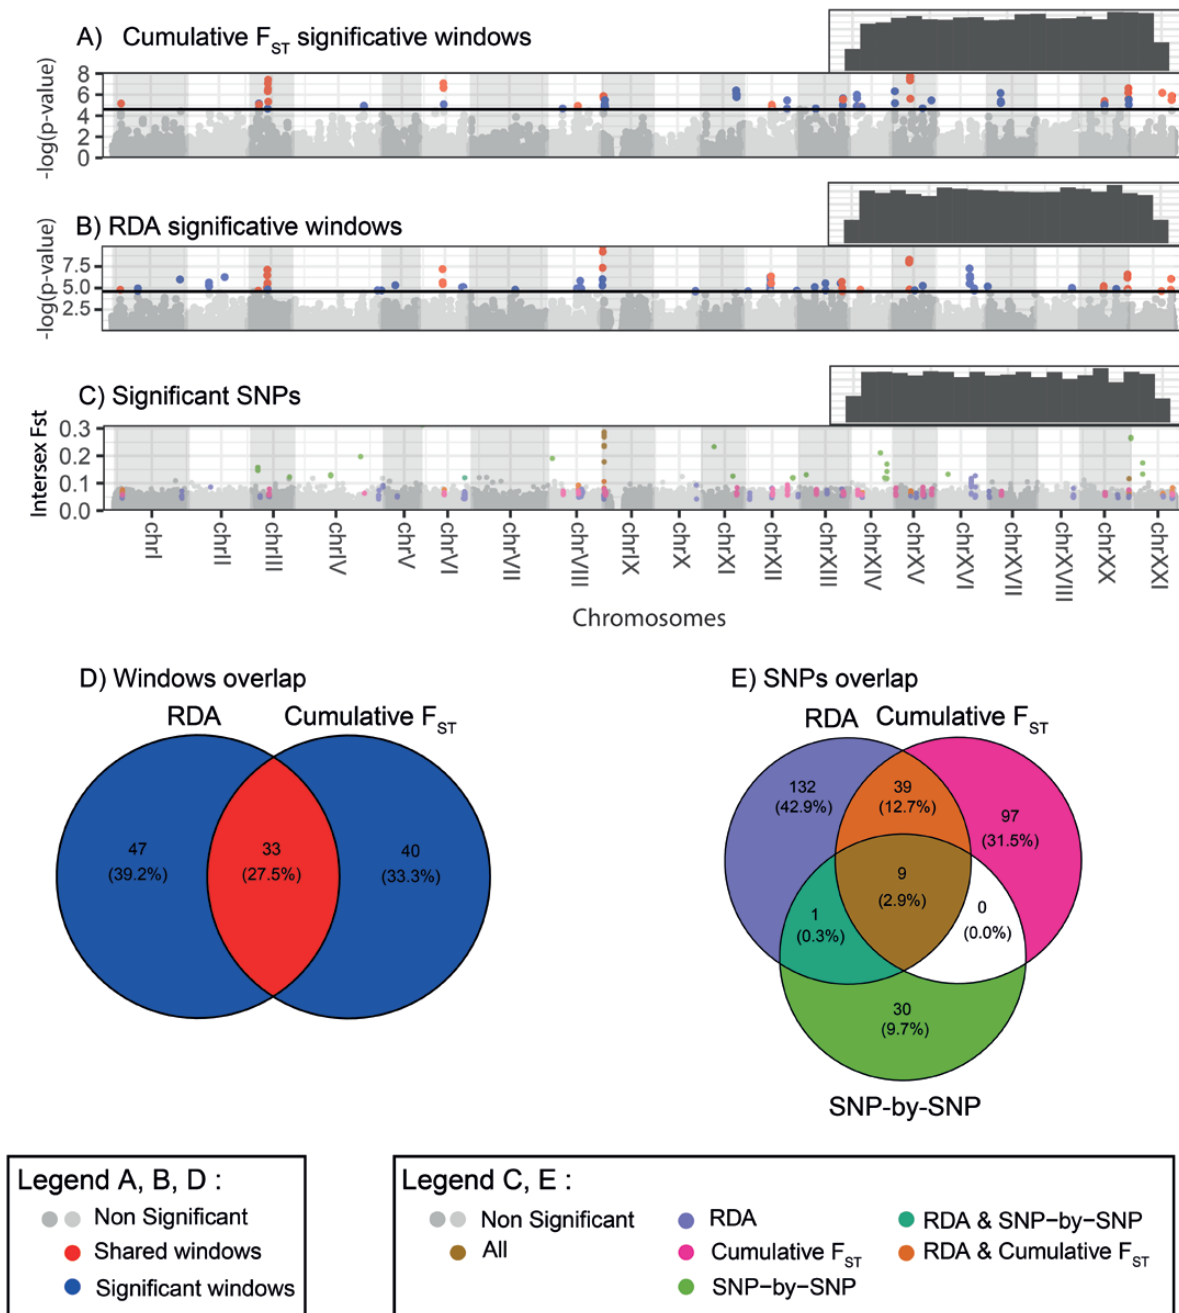 A) Cumulative FST significative windows
-log(p-value)
8
6
4
2
0
B) RDA significative windows
-log(p-value)
7.5
5.0
2.5
C) Significant SNPs
Intersex Fst
0.3
0.2
0.1
0.0
chrI
chrII
chrIII
chrIV
chrV
chrVI
chrVII
chrVIII
chrIX
chrX
chrXI
chrXII
chrXIII
chrXIV
chrXV
chrXVI
chrXVII
chrXVIII
chrXX
chrXXI
Chromosomes
D) Windows overlap
RDA
Cumulative FST
47
(39.2%)
33
(27.5%)
40
(33.3%)
E) SNPs overlap
RDA
Cumulative FST
132
(42.9%)
39
(12.7%)
97
(31.5%)
9
(2.9%)
1
(0.3%)
0
(0.0%)
30
(9.7%)
SNP-by-SNP
Legend A, B, D :
Non Significant
Shared windows
Significant windows
Legend C, E :
Non Significant
All
RDA
Cumulative FST
SNP-by-SNP
RDA & SNP-by-SNP
RDA & Cumulative FST